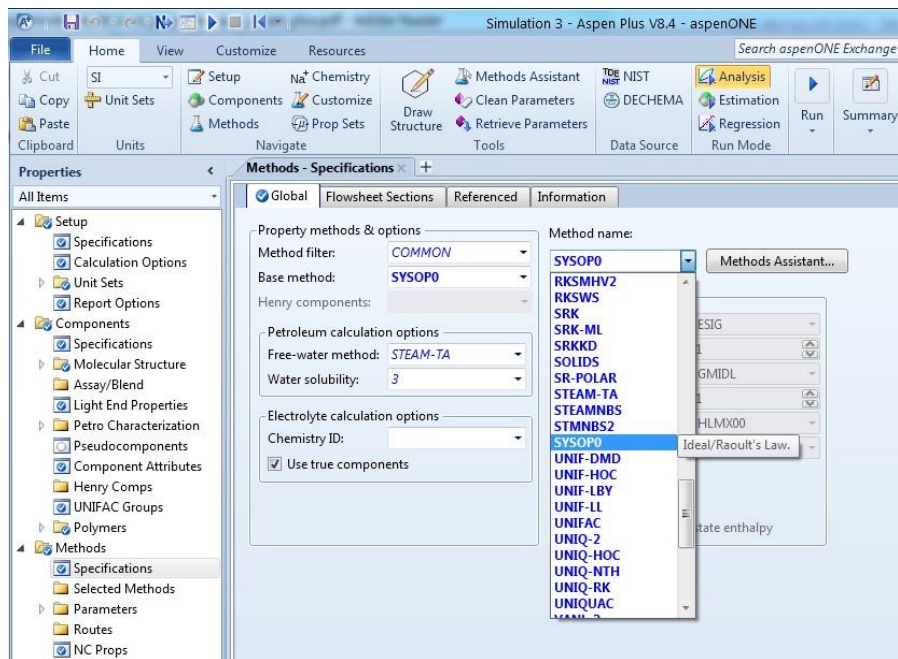 Simulation 3 - Aspen Plus V8.4 - aspenONE
File Home View Customize Resources Search aspenONE Exchange
Cut SI Setup Na+ Chemistry Methods Assistant NIST Analysis
Copy Unit Sets Components Customize Clean Parameters DECHEMA Estimation
Paste Methods Prop Sets Draw Structure Retrieve Parameters Regression Run Summary
Clipboard Units Navigate Tools Data Source Run Mode
Properties
Methods - Specifications
All Items
Global Flowsheet Sections Referenced Information
Setup
Specifications
Calculation Options
Unit Sets
Report Options
Components
Specifications
Molecular Structure
Assay/Blend
Light End Properties
Petro Characterization
Pseudocomponents
Component Attributes
Henry Comps
UNIFAC Groups
Polymers
Methods
Specifications
Selected Methods
Parameters
Routes
NC Props
Property methods & options
Method filter: COMMON
Base method: SYSOP0
Henry components:
Petroleum calculation options
Free-water method: STEAM-TA
Water solubility: 3
Electrolyte calculation options
Chemistry ID:
Use true components
Method name:
SYSOP0 Methods Assistant...
RKSMHV2
RKSWS
SRK
SRK-ML
SRKKD
SOLIDS
SR-POLAR
STEAM-TA
STEAMNBS
STMNBS2
SYSOP0
UNIF-DMD
UNIF-HOC
UNIF-LBY
UNIF-LL
UNIFAC
UNIQ-2
UNIQ-HOC
UNIQ-NTH
UNIQ-RK
UNIQUAC
Ideal/Raoult's Law.
ESIG
GMIDL
HLMX00
state enthalpy